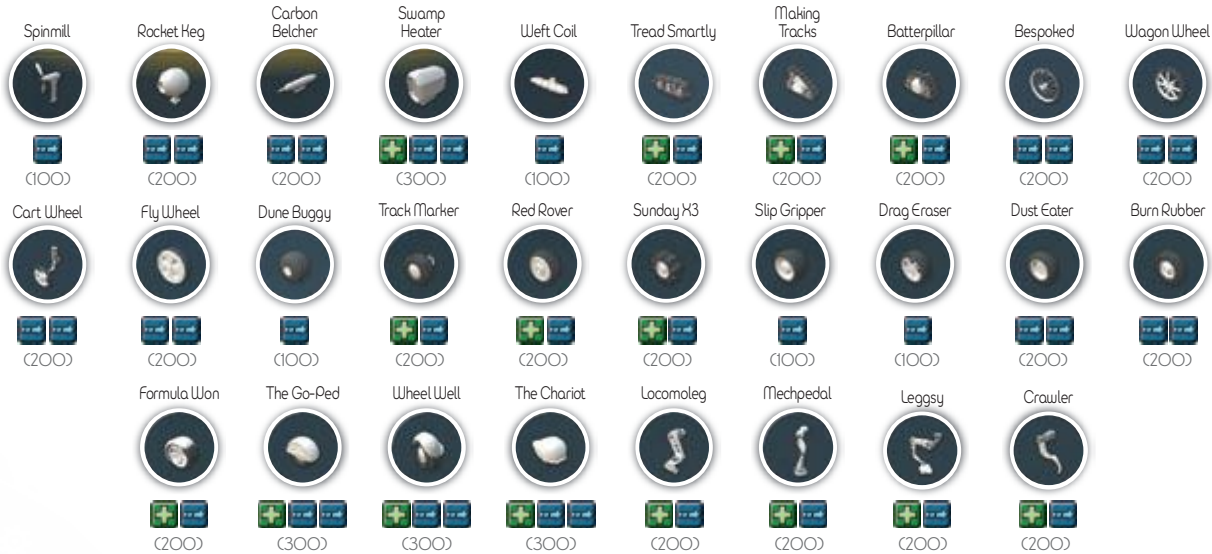 Spinmill
Rocket Keg
Carbon
Belcher
Swamp
Heater
Weft Coil
Tread Smartly
Making
Tracks
Batterpillar
Bespoked
Wagon Wheel
(100)
(200)
(200)
(300)
(100)
(200)
(200)
(200)
(200)
(200)
Cart Wheel
Fly Wheel
Dune Buggy
Track Marker
Red Rover
Sunday X3
Slip Gripper
Drag Eraser
Dust Eater
Burn Rubber
(200)
(200)
(100)
(200)
(200)
(200)
(100)
(100)
(200)
(200)
Formula Won
The Go-Ped
Wheel Well
The Chariot
Locomoleg
Mechpedal
Leggsy
Crawler
(200)
(300)
(300)
(300)
(200)
(200)
(200)
(200)